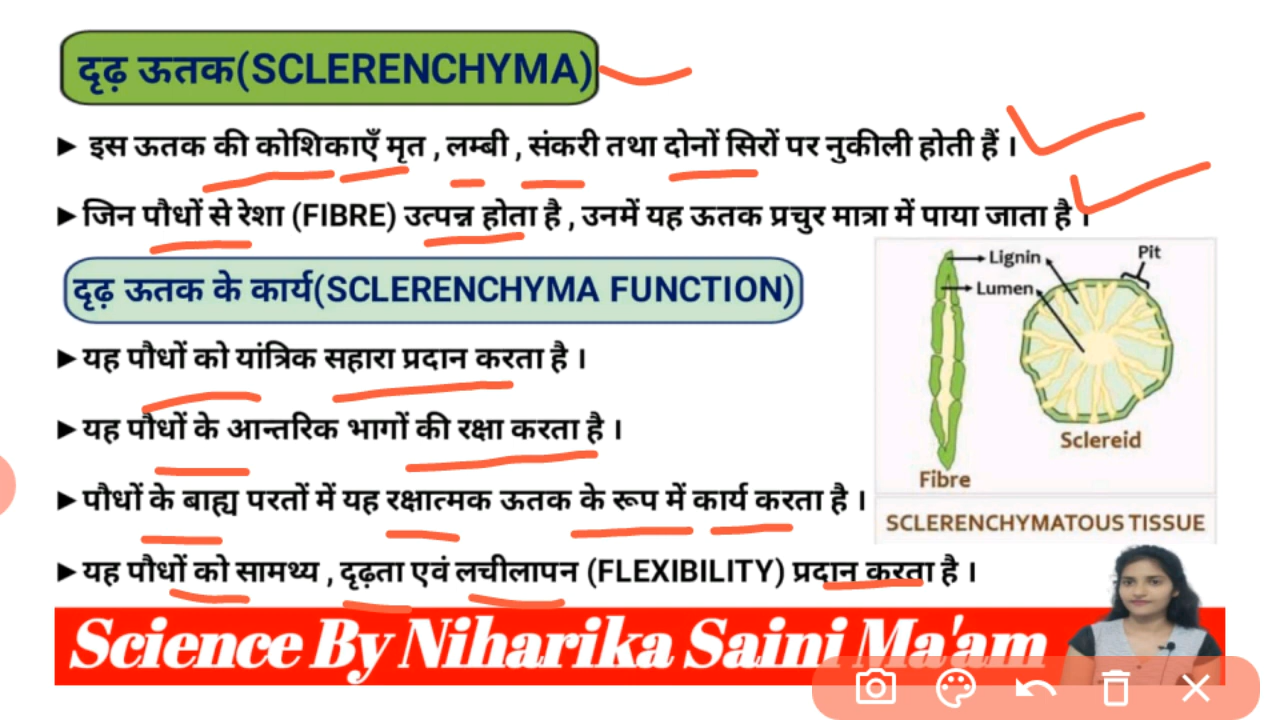 दृढ़ ऊतक(SCLERENCHYMA)
► इस ऊतक की कोशिकाएँ मृत , लम्बी , संकरी तथा दोनों सिरों पर नुकीली होती हैं ।
►जिन पौधों से रेशा (FIBRE) उत्पन्न होता है , उनमें यह ऊतक प्रचुर मात्रा में पाया जाता है ।
दृढ़ ऊतक के कार्य(SCLERENCHYMA FUNCTION)
►यह पौधों को यांत्रिक सहारा प्रदान करता है ।
►यह पौधों के आन्तरिक भागों की रक्षा करता है ।
►पौधों के बाह्य परतों में यह रक्षात्मक ऊतक के रूप में कार्य करता है ।
►यह पौधों को सामथ्य , दृढ़ता एवं लचीलापन (FLEXIBILITY) प्रदान करता है ।
Pit
Lignin
Lumen
Sclereid
Fibre
SCLERENCHYMATOUS TISSUE
Science By Niharika Saini Ma'am